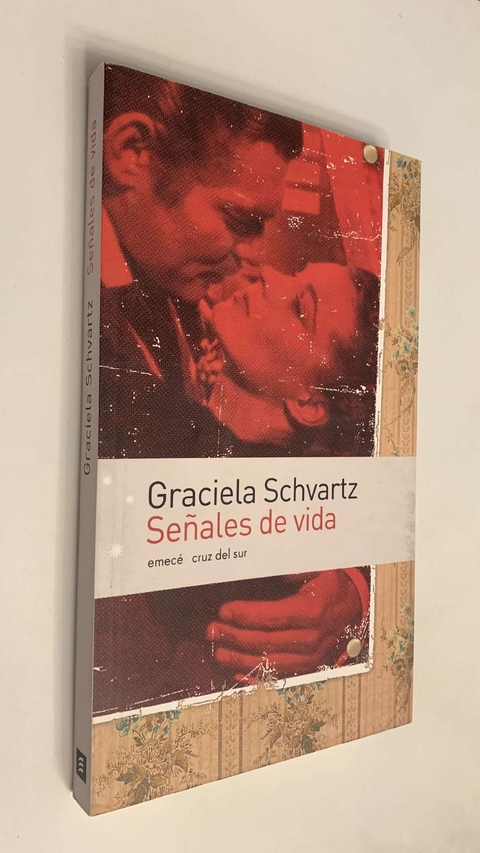 Graciela Schvartz
Señales de vida
emecé cruz del sur
Graciela Schvartz Señales de vida